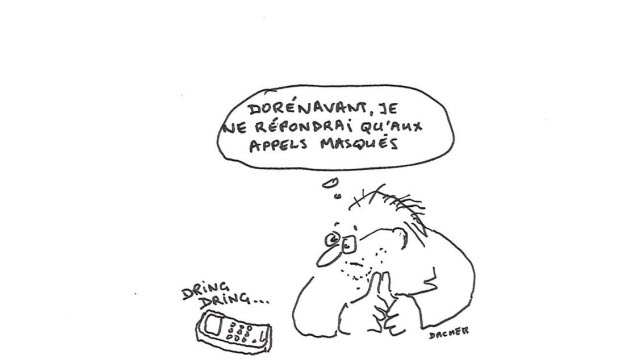 DORÉNAVANT, JE
NE RÉPONDRAI QU'AUX
APPELS MASQUÉS
DRING
DRING...
DACHER